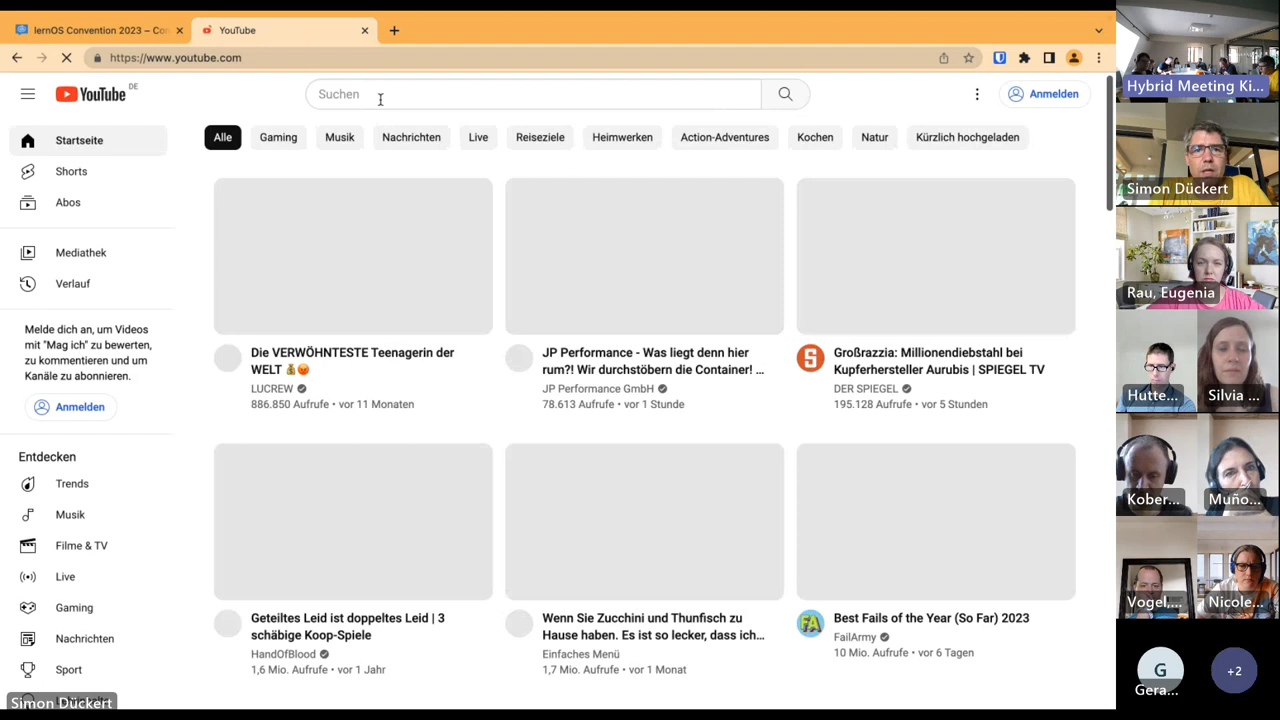 lernOS Convention 2023 – Co
YouTube
https://www.youtube.com
YouTube DE
Suchen
Anmelden
Alle
Gaming
Musik
Nachrichten
Live
Reiseziele
Heimwerken
Action-Adventures
Kochen
Natur
Kürzlich hochgeladen
Startseite
Shorts
Abos
Mediathek
Verlauf
Melde dich an, um Videos
mit "Mag ich" zu bewerten,
zu kommentieren und um
Kanäle zu abonnieren.
Anmelden
Entdecken
Trends
Musik
Filme & TV
Live
Gaming
Nachrichten
Sport
Simon Dückert
Die VERWÖHNTESTE Teenagerin der
WELT 💰😡
LUCREW
886.850 Aufrufe • vor 11 Monaten
JP Performance - Was liegt denn hier
rum?! Wir durchstöbern die Container! ...
JP Performance GmbH
78.613 Aufrufe • vor 1 Stunde
Großrazzia: Millionendiebstahl bei
Kupferhersteller Aurubis | SPIEGEL TV
DER SPIEGEL
195.128 Aufrufe • vor 5 Stunden
Geteiltes Leid ist doppeltes Leid | 3
schäbige Koop-Spiele
HandOfBlood
1,6 Mio. Aufrufe • vor 1 Jahr
Wenn Sie Zucchini und Thunfisch zu
Hause haben. Es ist so lecker, dass ich...
Einfaches Menü
1,7 Mio. Aufrufe • vor 1 Monat
FA
Best Fails of the Year (So Far) 2023
FailArmy
10 Mio. Aufrufe • vor 6 Tagen
Hybrid Meeting Ki...
Simon Dückert
Rau, Eugenia
Hutte...
Silvia ...
Kober...
Muño...
Vogel,...
Nicole...
G
Gera...
+2